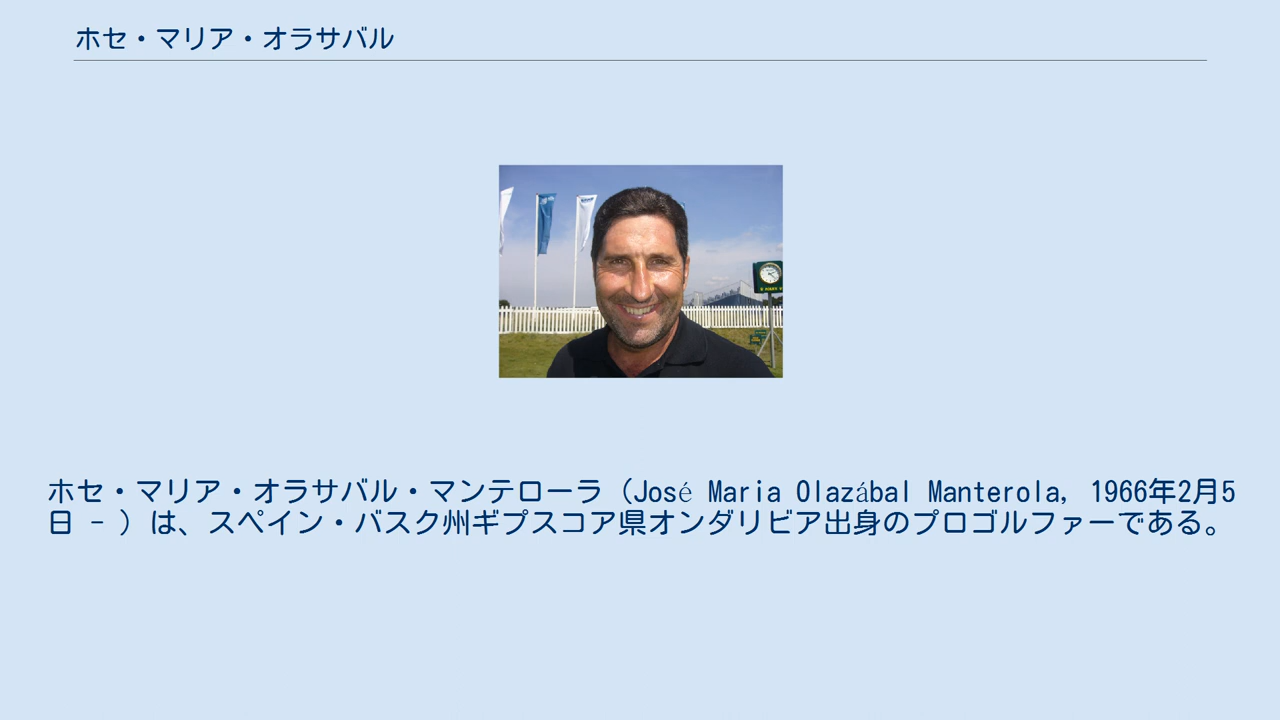 ホセ・マリア・オラサバル
ホセ・マリア・オラサバル・マンテローラ（José Maria Olazábal Manterola, 1966年2月5
日 - ）は、スペイン・バスク州ギプスコア県オンダリビア出身のプロゴルファーである。